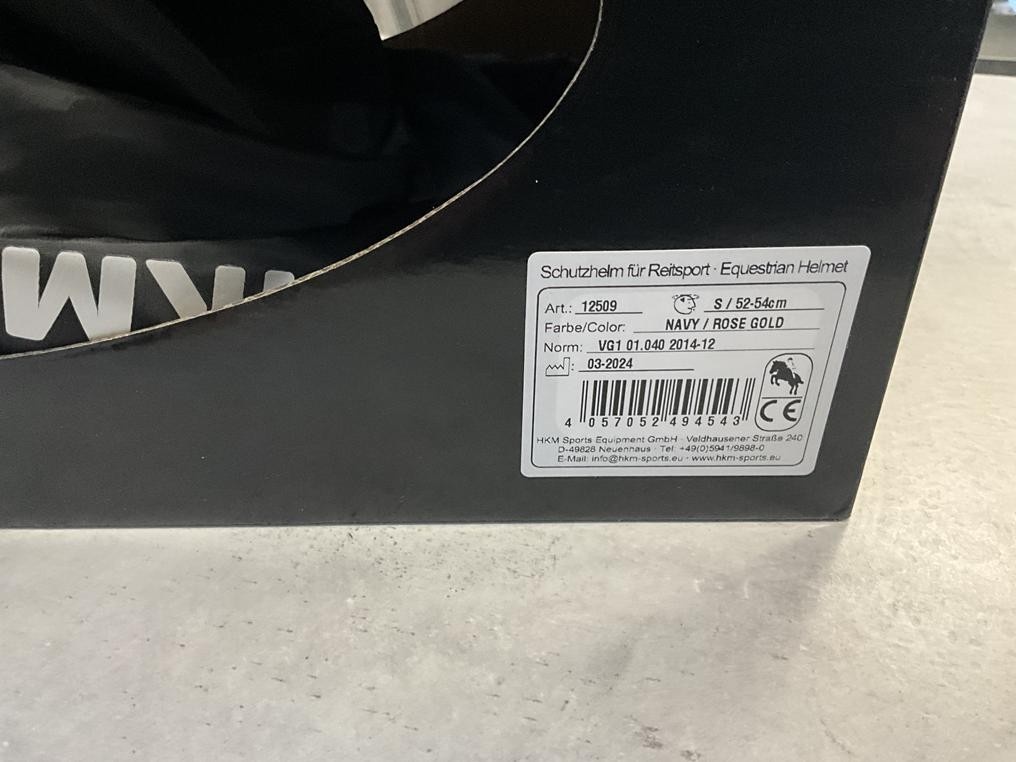 HKM
Schutzhelm für Reitsport · Equestrian Helmet
Art.: 12509 S / 52-54cm
Farbe/Color: NAVY / ROSE GOLD
Norm: VG1 01.040 2014-12
: 03-2024
4 057052 494543
CE
HKM Sports Equipment GmbH · Veldhausener Straße 240
D-49828 Neuenhaus · Tel. +49(0)5941/9898-0
E-Mail: info@hkm-sports.eu · www.hkm-sports.eu